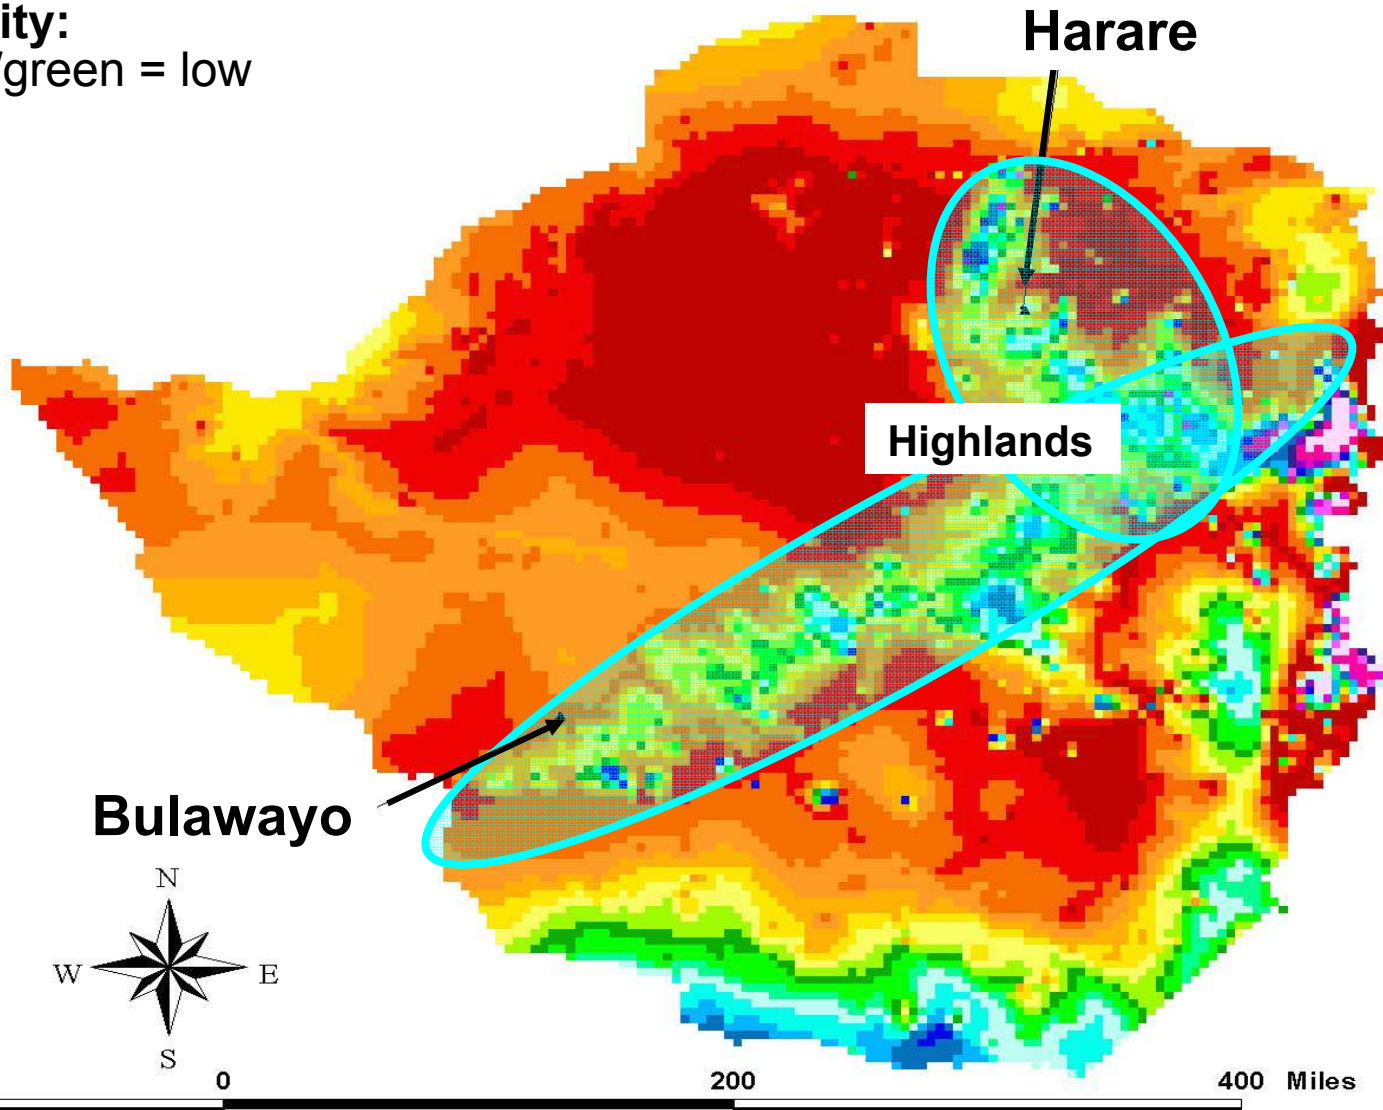 ity:
/green = low
Harare
Highlands
Bulawayo
N
W E
S
0 200 400 Miles